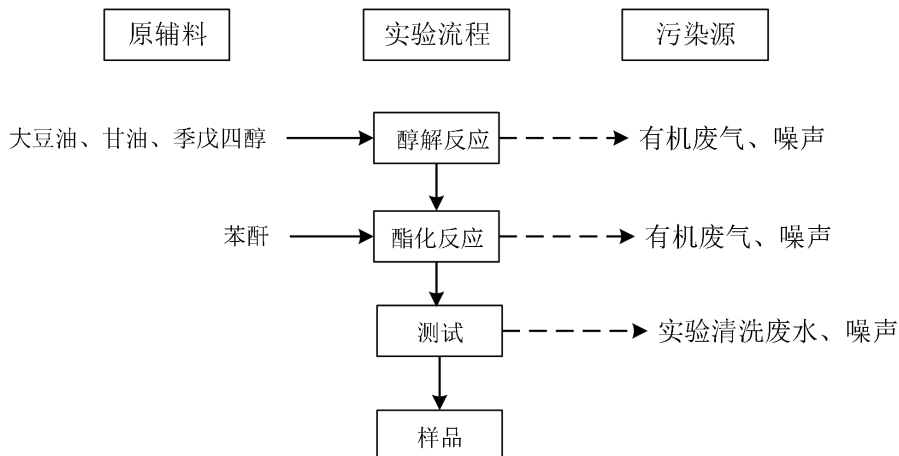 原辅料
实验流程
污染源
大豆油、甘油、季戊四醇
醇解反应
有机废气、噪声
苯酐
酯化反应
有机废气、噪声
测试
实验清洗废水、噪声
样品